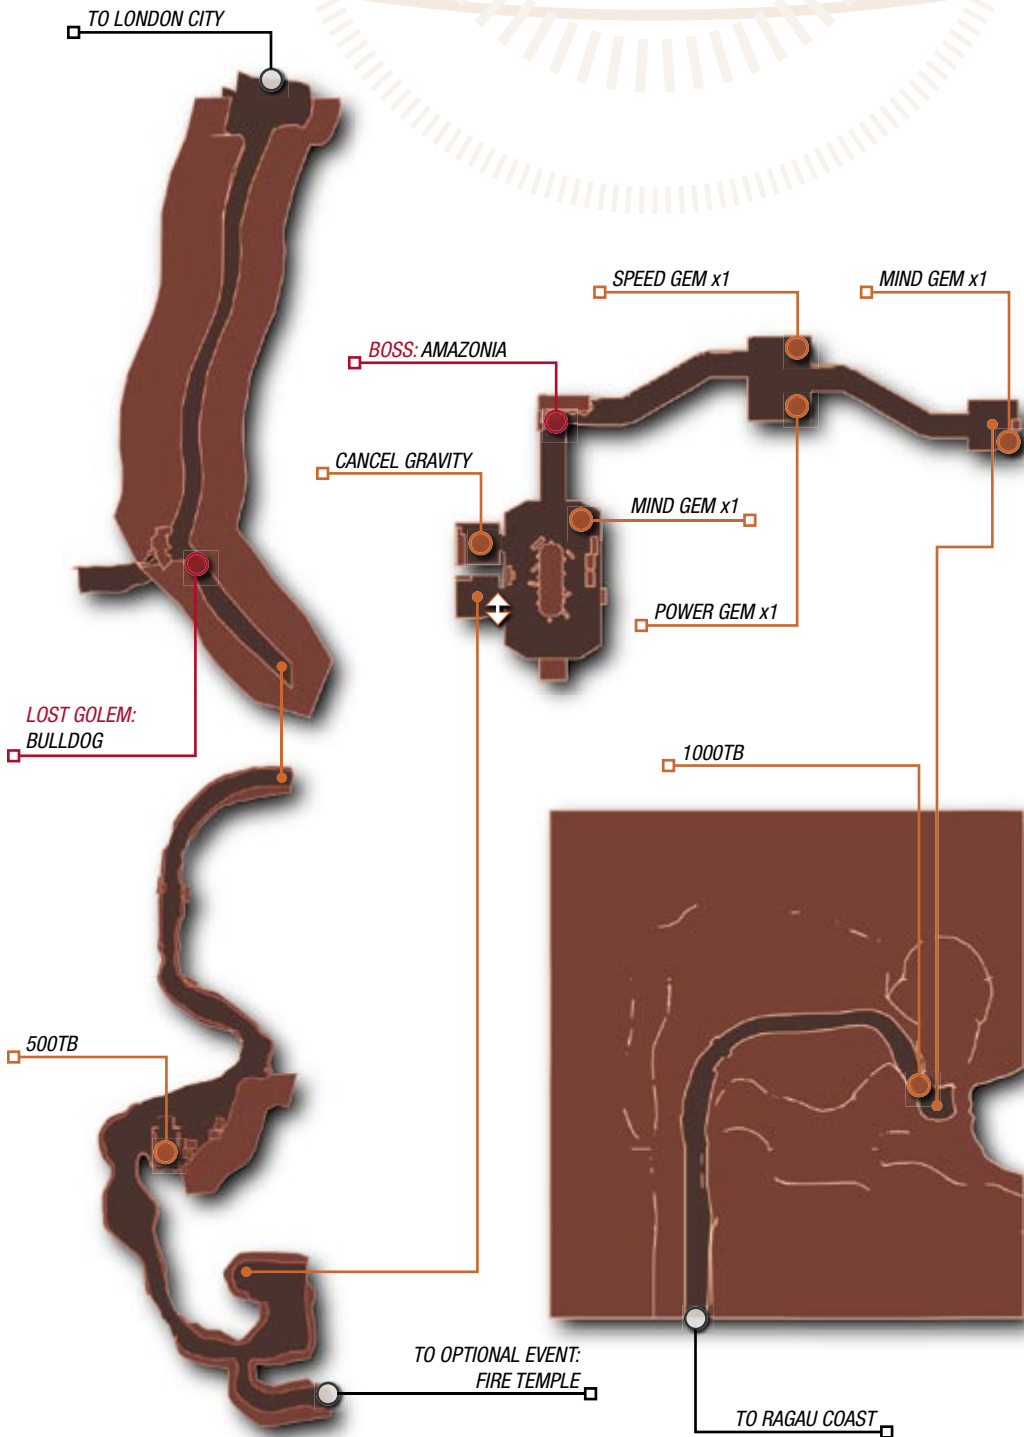 TO LONDON CITY
SPEED GEM x1
MIND GEM x1
BOSS: AMAZONIA
CANCEL GRAVITY
MIND GEM x1
POWER GEM x1
LOST GOLEM:
BULLDOG
1000TB
500TB
TO OPTIONAL EVENT:
FIRE TEMPLE
TO RAGAU COAST